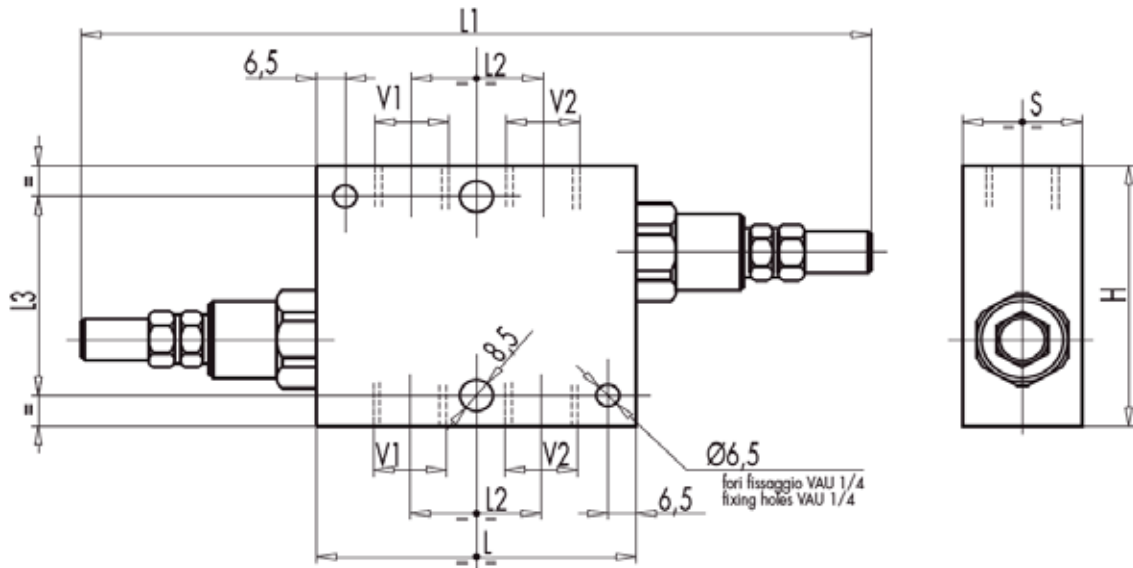 L1
6,5
L2
V1
V2
S
=
=
=
=
=
L3
H
8,5
=
V1
V2
Ø6,5
fori fissaggio VAU 1/4
fixing holes VAU 1/4
L2
6,5
=
=
L
=
=